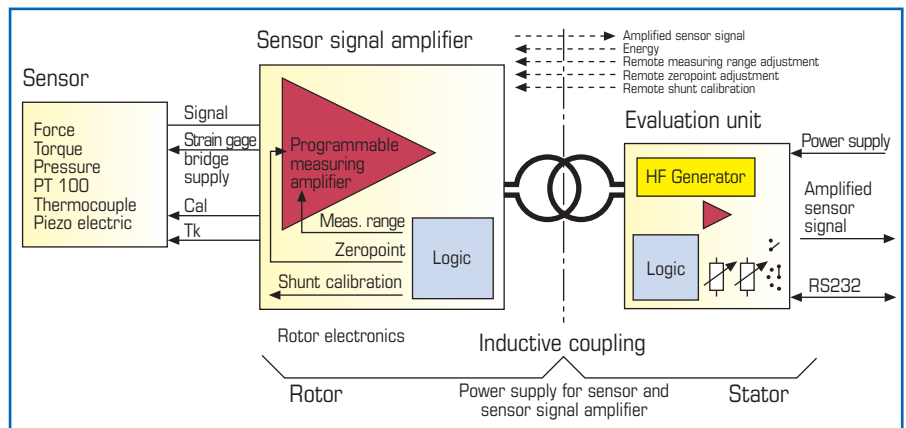 Sensor signal amplifier
Amplified sensor signal
Energy
Remote measuring range adjustment
Remote zeropoint adjustment
Remote shunt calibration
Sensor
Force
Torque
Pressure
PT 100
Thermocouple
Piezo electric
Signal
Strain gage
bridge
supply
Cal
Tk
Programmable
measuring
amplifier
Meas. range
Zeropoint
Shunt calibration
Logic
Rotor electronics
Evaluation unit
HF Generator
Logic
Power supply
Amplified
sensor
signal
RS232
Inductive coupling
Rotor
Power supply for sensor and
sensor signal amplifier
Stator